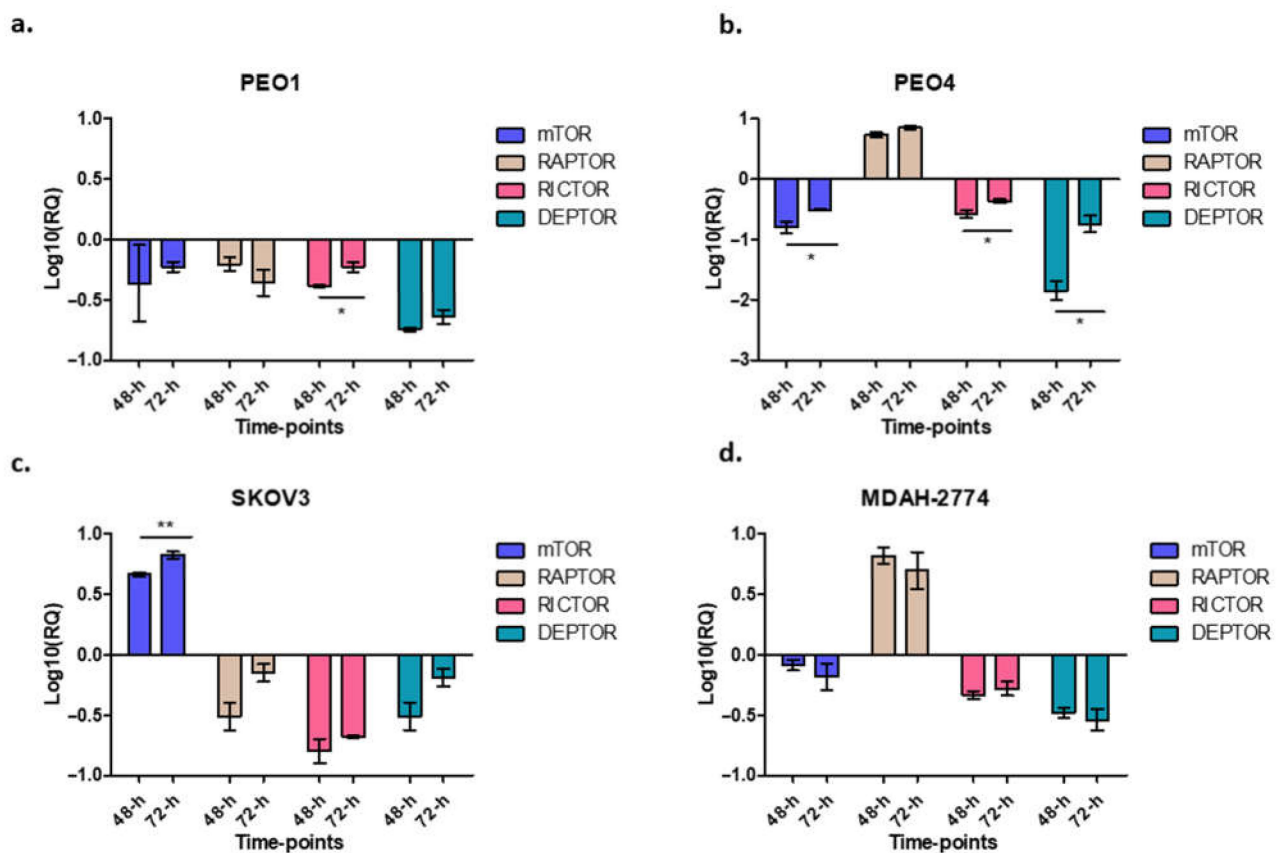 a.
PEO1
1.0
0.5
0.0
−0.5
−1.0
Log10(RQ)
48-h
72-h
48-h
72-h
48-h
72-h
48-h
72-h
Time-points
*
mTOR
RAPTOR
RICTOR
DEPTOR
b.
PEO4
1
0
−1
−2
−3
Log10(RQ)
48-h
72-h
48-h
72-h
48-h
72-h
48-h
72-h
Time-points
*
*
*
mTOR
RAPTOR
RICTOR
DEPTOR
c.
SKOV3
1.0
0.5
0.0
−0.5
−1.0
Log10(RQ)
48-h
72-h
48-h
72-h
48-h
72-h
48-h
72-h
Time-points
**
mTOR
RAPTOR
RICTOR
DEPTOR
d.
MDAH-2774
1.0
0.5
0.0
−0.5
−1.0
Log10(RQ)
48-h
72-h
48-h
72-h
48-h
72-h
48-h
72-h
Time-points
mTOR
RAPTOR
RICTOR
DEPTOR